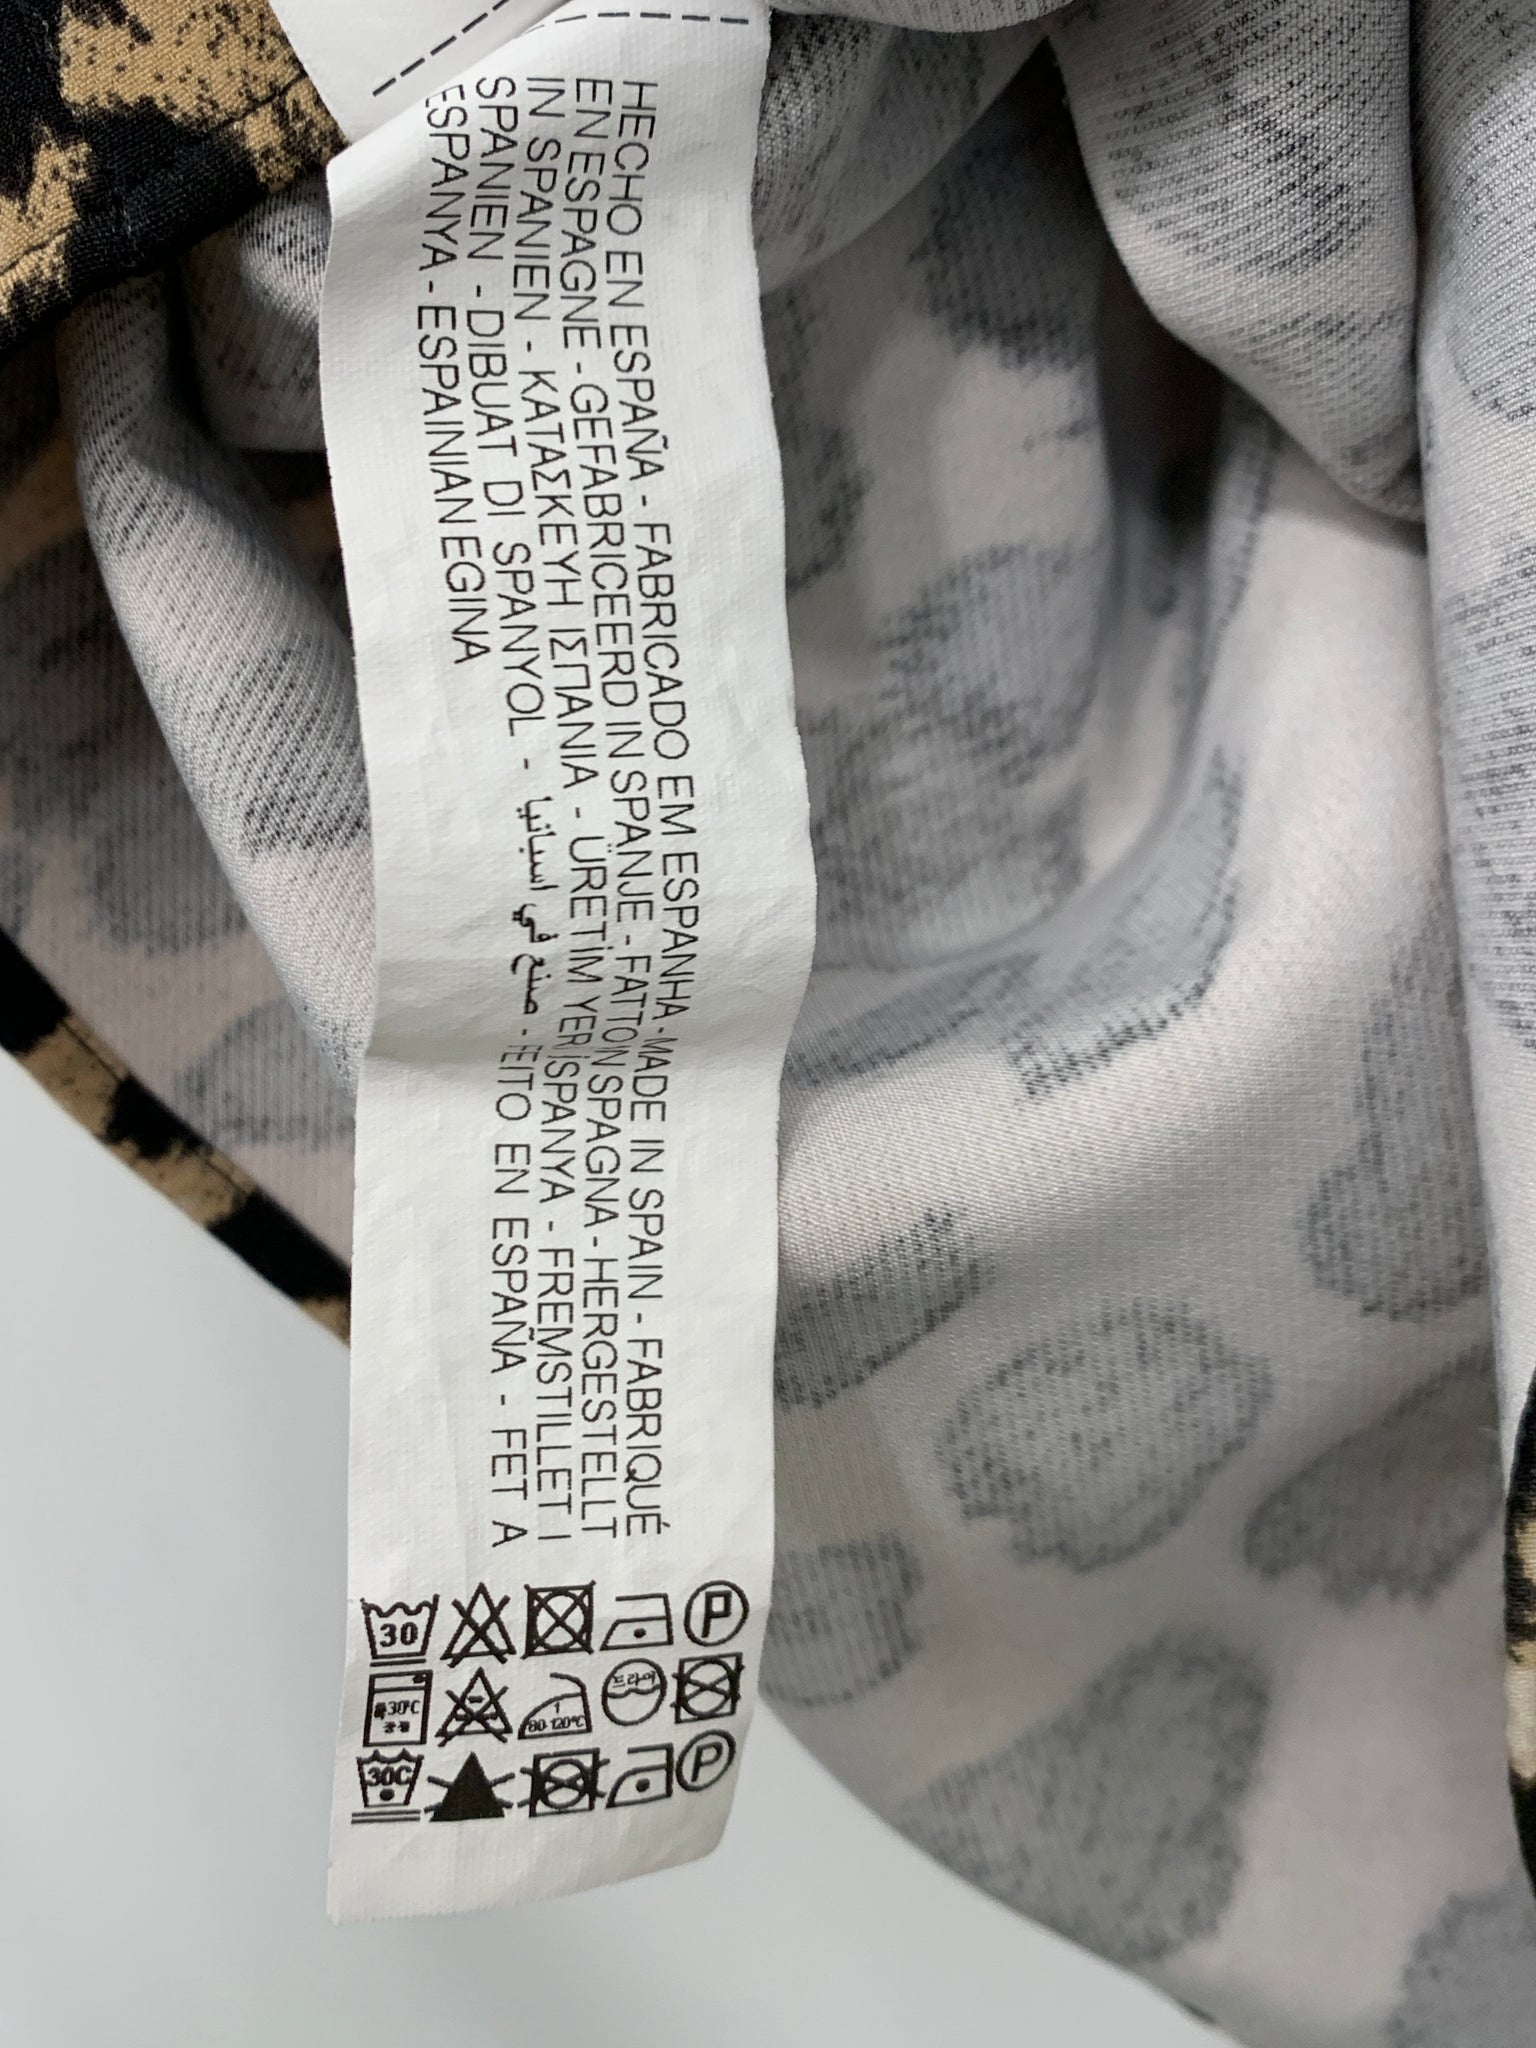 HECHO EN ESPAÑA - FABRICADO EM ESPANHA - MADE IN SPAIN - FABRIQUÉ
EN ESPAGNE - GEFABRICEERD IN SPANJE - FATTO IN SPAGNA - HERGESTELLT
IN SPANIEN - ΚΑΤΑΣΚΕΥΗ ΙΣΠΑΝΙΑ - ÜRETİM YERİ İSPANYA - FREMSTILLET I
SPANIEN - DIBUAT DI SPANYOL - صنع في اسبانيا - FEITO EN ESPAÑA - FET A
ESPANYA - ESPAINIAN EGINA
30
P
30°C
1
80-120°C
30C
P